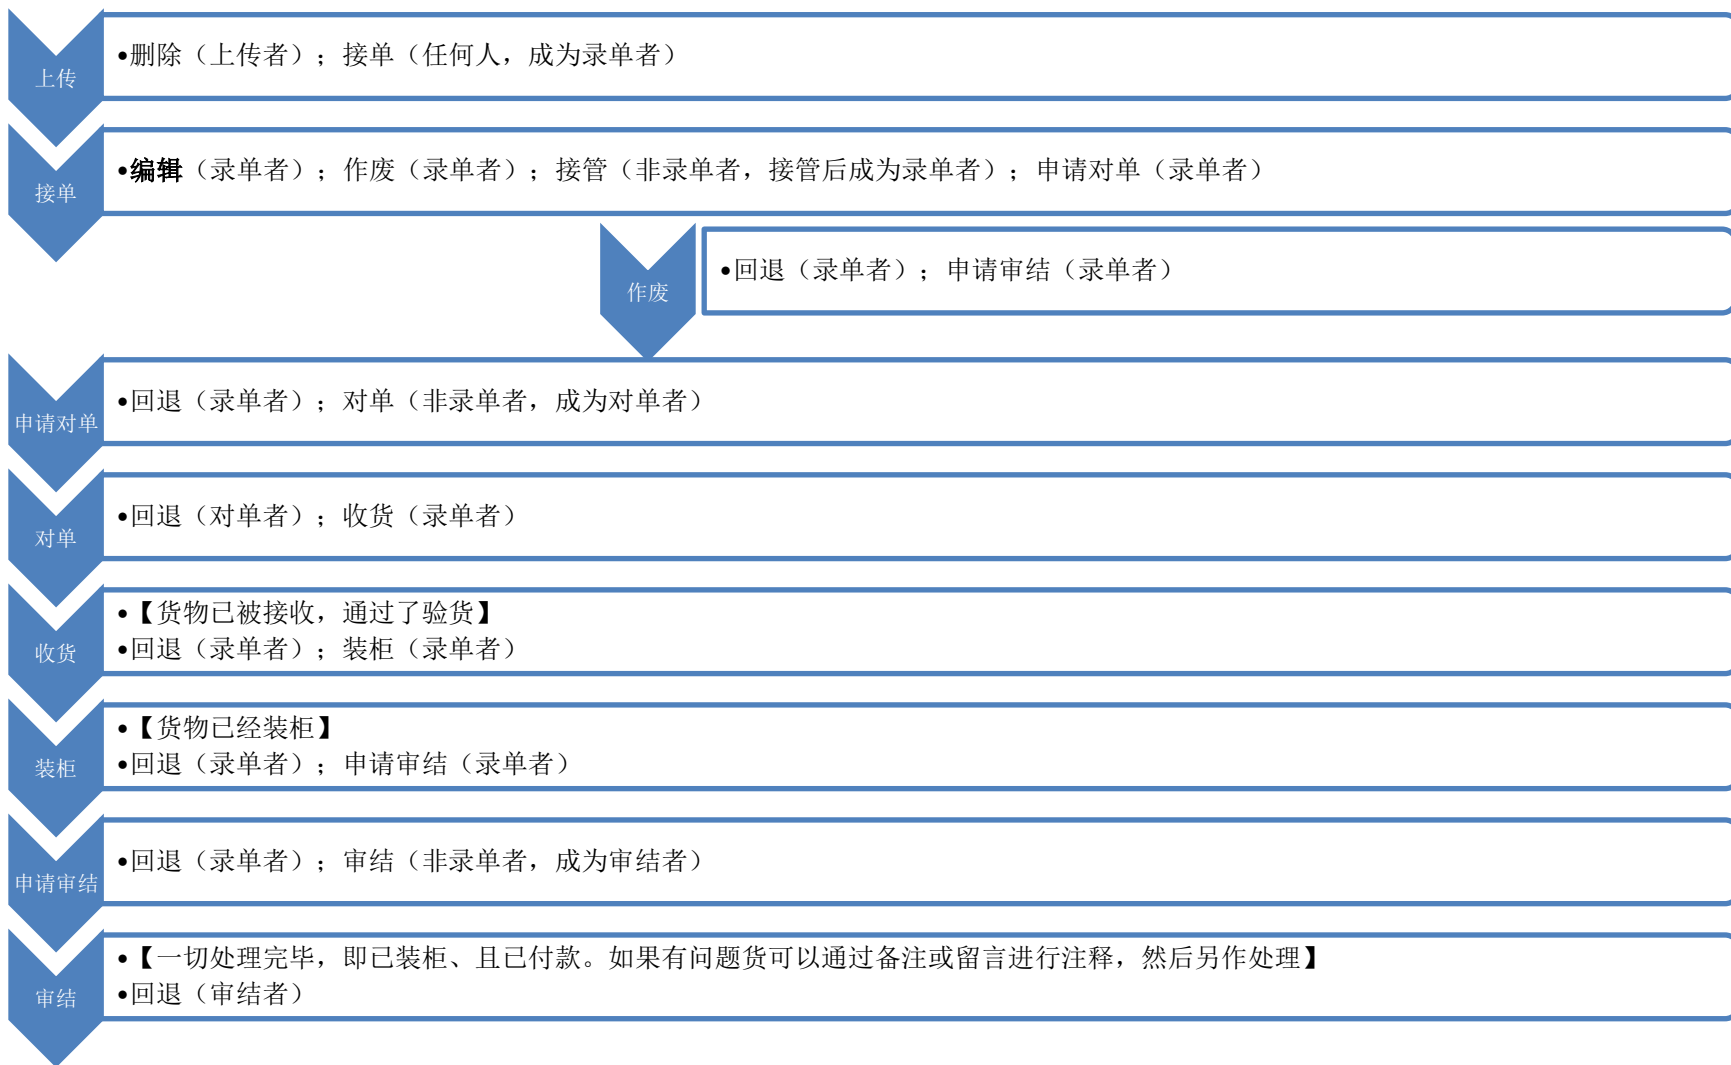 上传
•删除（上传者）；接单（任何人，成为录单者）
接单
•编辑（录单者）；作废（录单者）；接管（非录单者，接管后成为录单者）；申请对单（录单者）
作废
•回退（录单者）；申请审结（录单者）
申请对单
•回退（录单者）；对单（非录单者，成为对单者）
对单
•回退（对单者）；收货（录单者）
收货
•【货物已被接收，通过了验货】
•回退（录单者）；装柜（录单者）
装柜
•【货物已经装柜】
•回退（录单者）；申请审结（录单者）
申请审结
•回退（录单者）；审结（非录单者，成为审结者）
审结
•【一切处理完毕，即已装柜、且已付款。如果有问题货可以通过备注或留言进行注释，然后另作处理】
•回退（审结者）